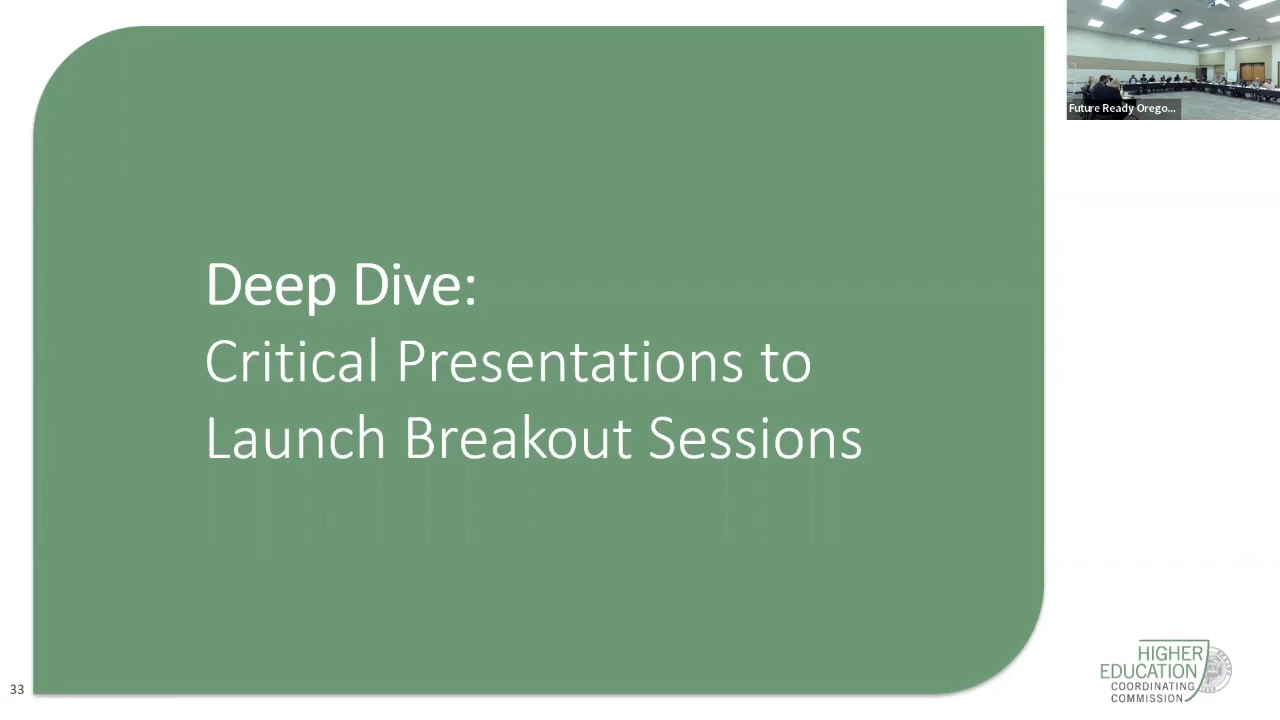 Deep Dive:
Critical Presentations to
Launch Breakout Sessions
Future Ready Orego...
HIGHER
EDUCATION
COORDINATING
COMMISSION
33